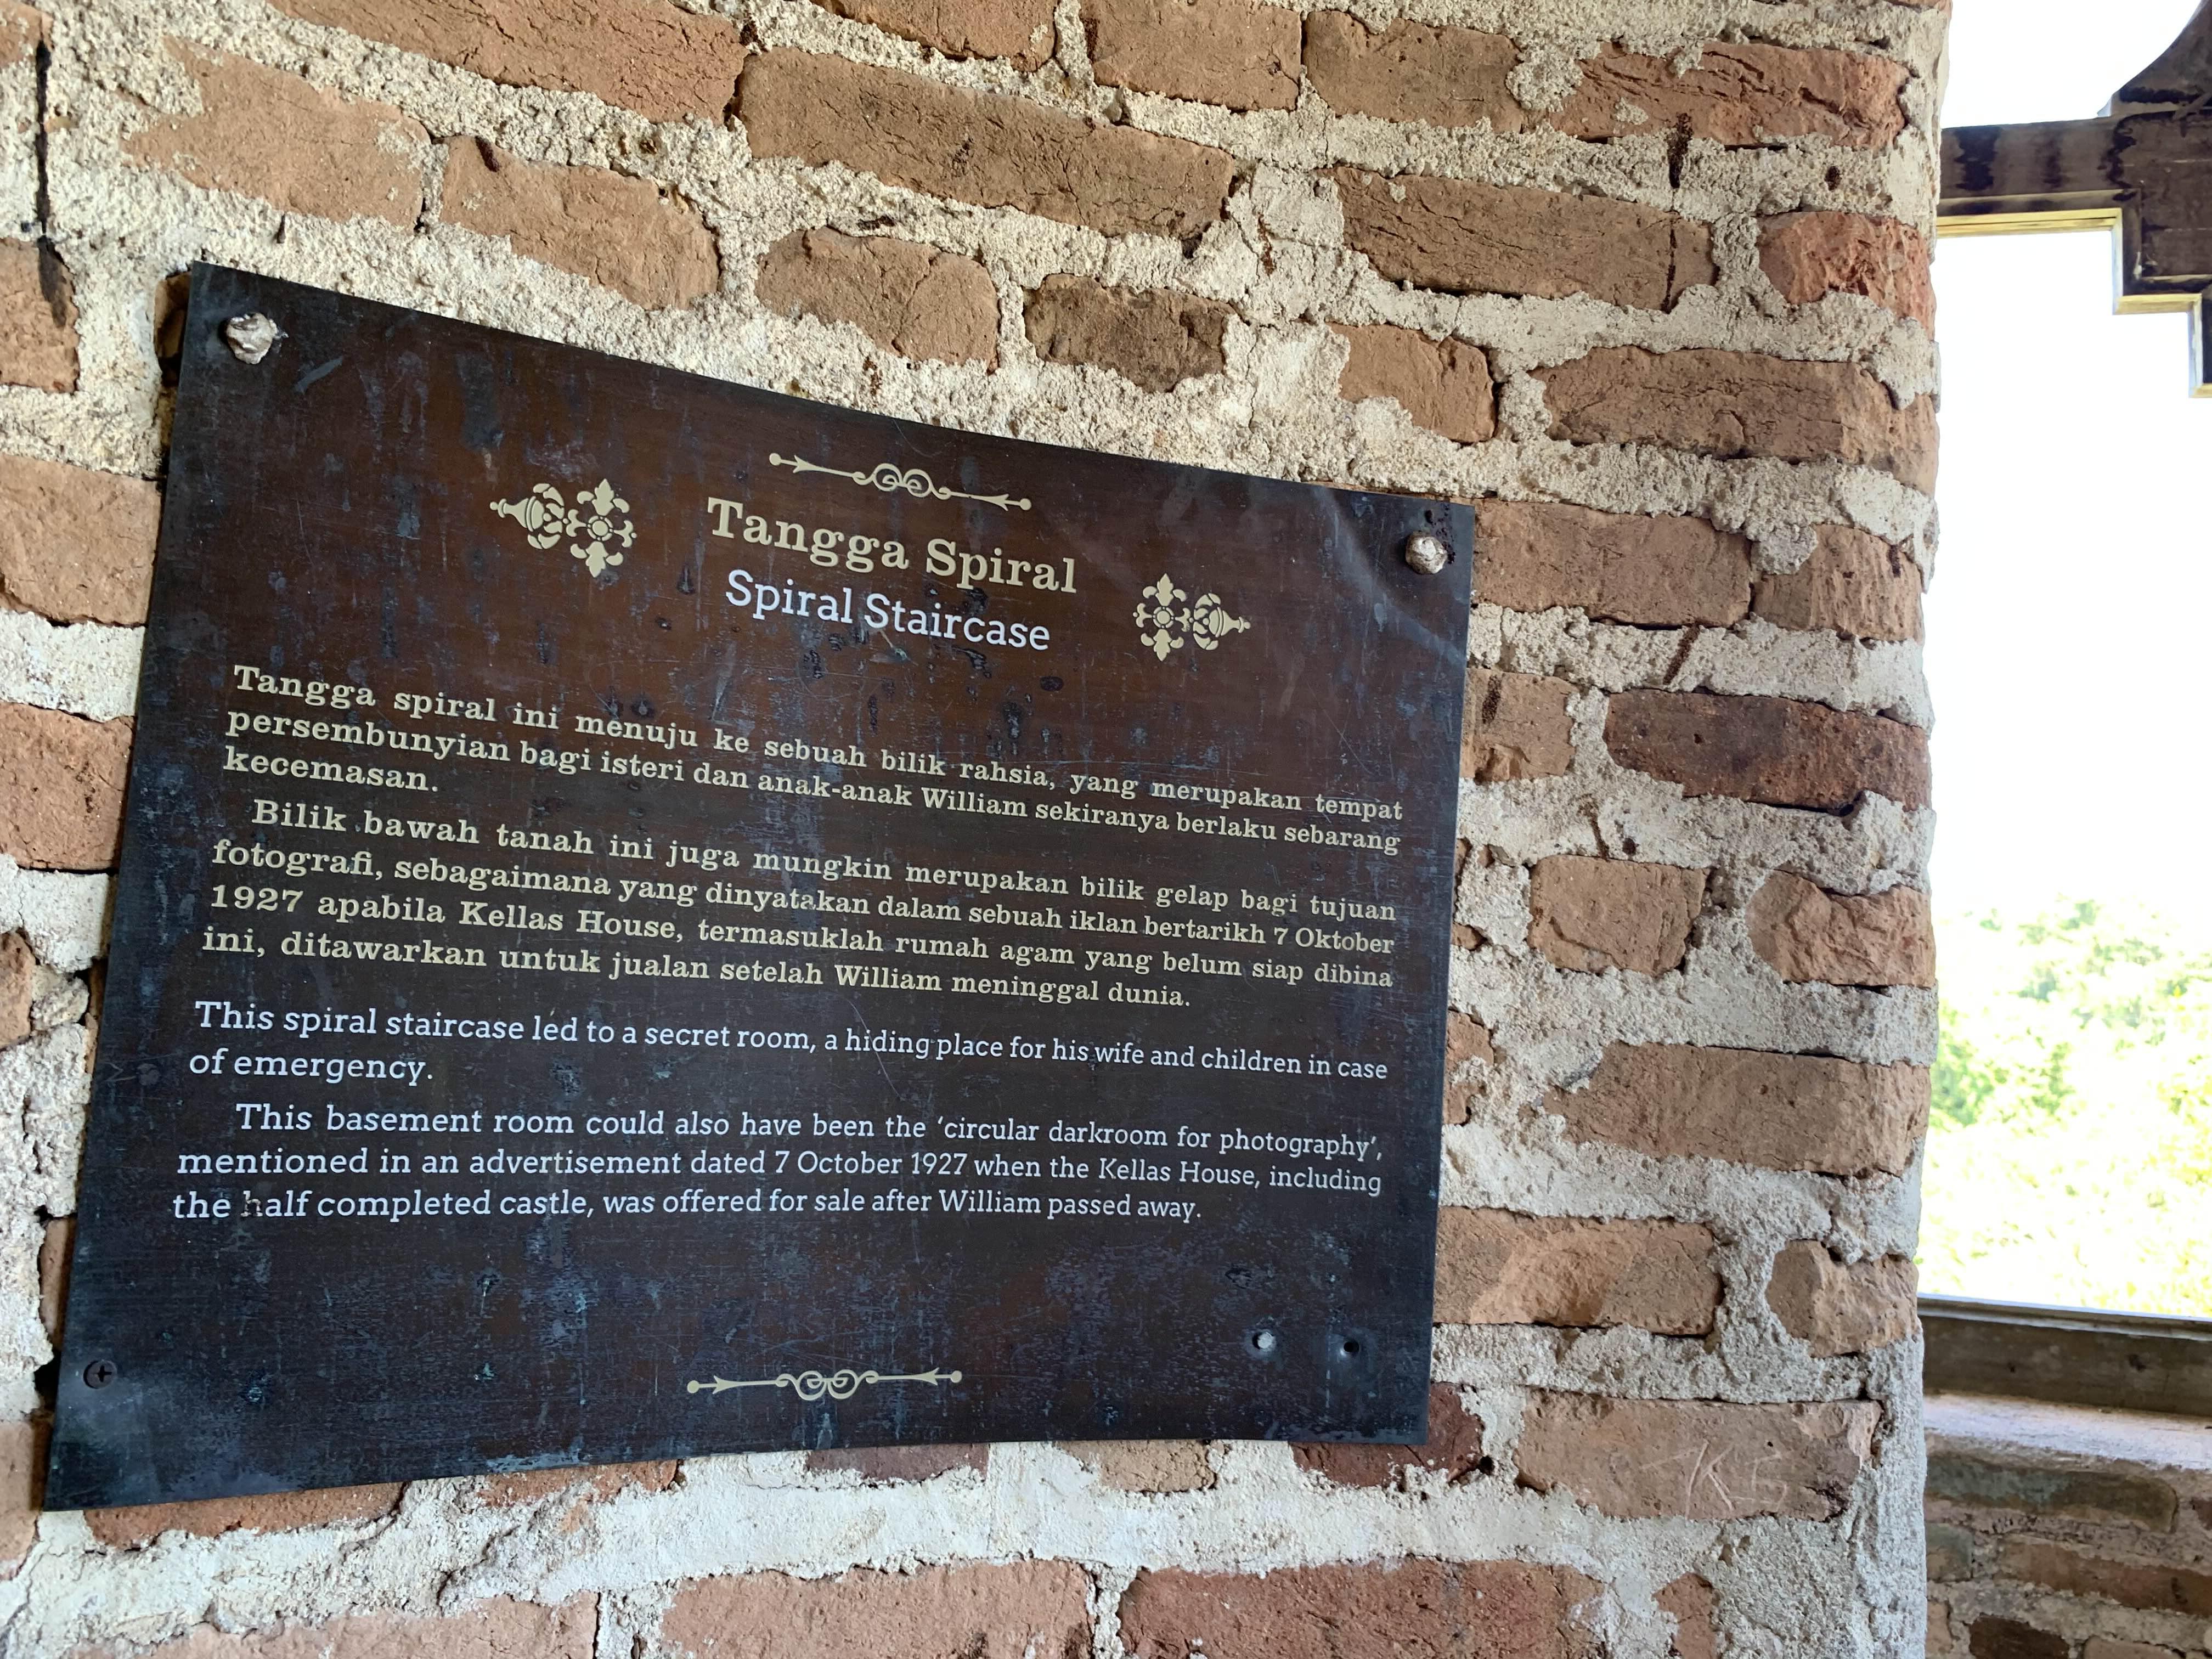 Tangga Spiral
Spiral Staircase
Tangga spiral ini menuju ke sebuah bilik rahsia, yang merupakan tempat
persembunyian bagi isteri dan anak-anak William sekiranya berlaku sebarang
kecemasan.
Bilik bawah tanah ini juga mungkin merupakan bilik gelap bagi tujuan
fotografi, sebagaimana yang dinyatakan dalam sebuah iklan bertarikh 7 Oktober
1927 apabila Kellas House, termasuklah rumah agam yang belum siap dibina
ini, ditawarkan untuk jualan setelah William meninggal dunia.
This spiral staircase led to a secret room, a hiding place for his wife and children in case
of emergency.
This basement room could also have been the ‘circular darkroom for photography’,
mentioned in an advertisement dated 7 October 1927 when the Kellas House, including
the half completed castle, was offered for sale after William passed away.